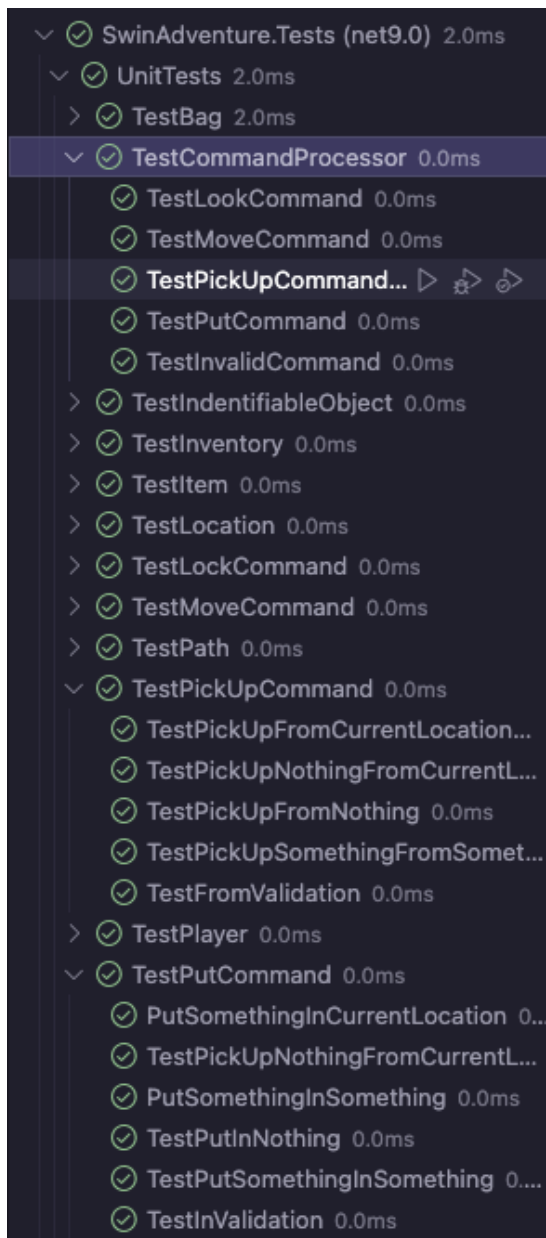 SwinAdventure.Tests (net9.0) 2.0ms
UnitTests 2.0ms
TestBag 2.0ms
TestCommandProcessor 0.0ms
TestLookCommand 0.0ms
TestMoveCommand 0.0ms
TestPickUpCommand...
TestPutCommand 0.0ms
TestInvalidCommand 0.0ms
TestIndentifiableObject 0.0ms
TestInventory 0.0ms
TestItem 0.0ms
TestLocation 0.0ms
TestLockCommand 0.0ms
TestMoveCommand 0.0ms
TestPath 0.0ms
TestPickUpCommand 0.0ms
TestPickUpFromCurrentLocation...
TestPickUpNothingFromCurrentL...
TestPickUpFromNothing 0.0ms
TestPickUpSomethingFromSomet...
TestFromValidation 0.0ms
TestPlayer 0.0ms
TestPutCommand 0.0ms
PutSomethingInCurrentLocation 0...
TestPickUpNothingFromCurrentL...
PutSomethingInSomething 0.0ms
TestPutInNothing 0.0ms
TestPutSomethingInSomething 0....
TestInValidation 0.0ms